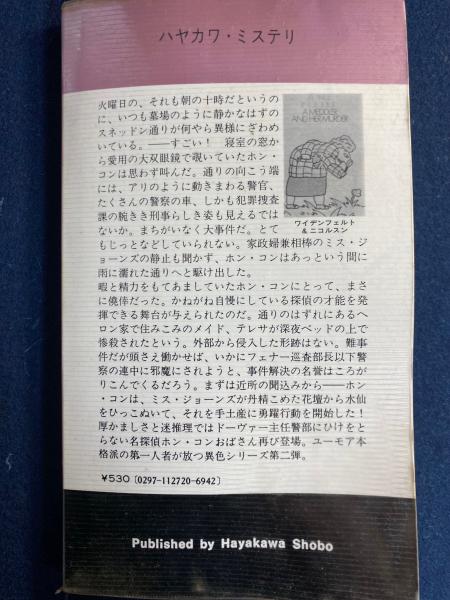 ハヤカワ・ミステリ
火曜日の、それも朝の十時だというの
に、いつも墓場のように静かなはずの
スネッドン通りが何やら異様にざわめ
いている。——すごい！　寝室の窓か
ら愛用の大双眼鏡で覗いていたホン・
コンは思わず叫んだ。通りの向こう端
には、アリのように動きまわる警官、
たくさんの警察の車、しかも犯罪捜査
課の腕きき刑事らしき姿も見えるでは
ないか。まちがいなく大事件だ。とて
もじっとなどしていられない。家政婦兼相棒のミス・ジ
ョーンズの静止も聞かず、ホン・コンはあっという間に
雨に濡れた通りへと駆け出した。
A MEDDLER
AND HER MURDER
ワイデンフェルト
＆ニコルスン
暇と精力をもてあましていたホン・コンにとって、まさ
に僥倖だった。かねがね自慢にしている探偵の才能を発
揮できる舞台が与えられたのだ。通りのはずれにあるヘ
ロン家で住みこみのメイド、テレサが深夜ベッドの上で
惨殺されたという。外部から侵入した形跡はない。難事
件だが頭さえ働かせば、いかにフェナー巡査部長以下警
察の連中に邪魔にされようと、事件解決の名誉はころが
りこんでくるだろう。まずは近所の聞込みから——ホン
・コンは、ミス・ジョーンズが丹精こめた花壇から水仙
をひっこぬいて、それを手土産に勇躍行動を開始した！
厚かましさと迷推理ではドーヴァー主任警部にひけをと
らない名探偵ホン・コンおばさん再び登場。ユーモア本
格派の第一人者が放つ異色シリーズ第二弾。
￥530〔0297-112720-6942〕
Published by Hayakawa Shobo